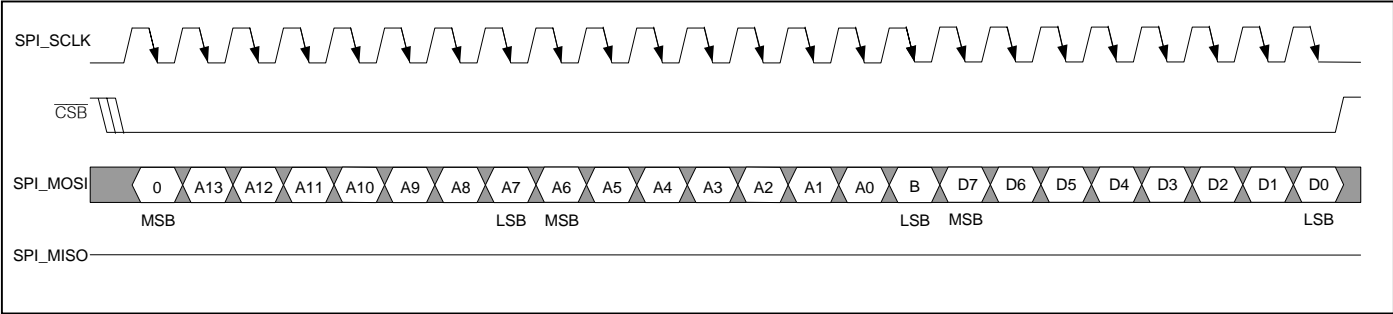 SPI_SCLK
CSB
SPI_MOSI 0 A13 A12 A11 A10 A9 A8 A7 A6 A5 A4 A3 A2 A1 A0 B D7 D6 D5 D4 D3 D2 D1 D0
MSB LSB MSB LSB MSB LSB
SPI_MISO